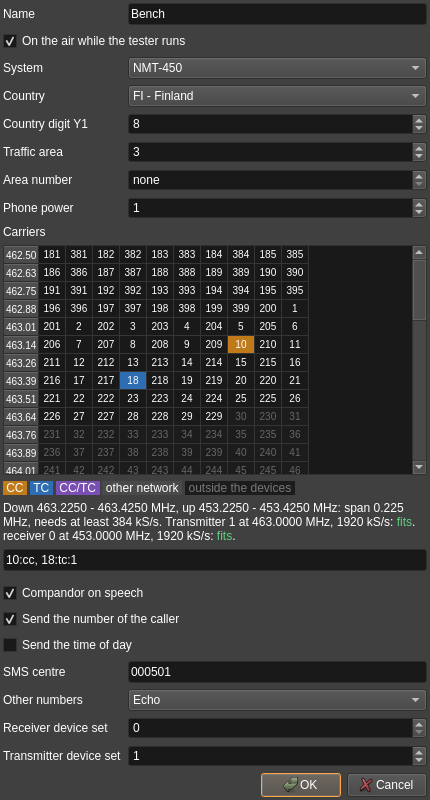 Name Bench
On the air while the tester runs
System NMT-450
Country FI - Finland
Country digit Y1 8
Traffic area 3
Area number none
Phone power 1
Carriers
462.50 181 381 182 382 183 383 184 384 185 385
462.63 186 386 187 387 188 388 189 389 190 390
462.75 191 391 192 392 193 393 194 394 195 395
462.88 196 396 197 397 198 398 199 399 200 1
463.01 201 2 202 3 203 4 204 5 205 6
463.14 206 7 207 8 208 9 209 10 210 11
463.26 211 12 212 13 213 14 214 15 215 16
463.39 216 17 217 18 218 19 219 20 220 21
463.51 221 22 222 23 223 24 224 25 225 26
463.64 226 27 227 28 228 29 229 30 230 31
463.76 231 32 232 33 233 34 234 35 235 36
463.89 236 37 237 38 238 39 239 40 240 41
464.01 241 42 242 43 243 44 244 45 245 46
CC TC CC/TC other network outside the devices
Down 463.2250 - 463.4250 MHz, up 453.2250 - 453.4250 MHz: span 0.225
MHz, needs at least 384 kS/s. Transmitter 1 at 463.0000 MHz, 1920 kS/s: fits.
receiver 0 at 453.0000 MHz, 1920 kS/s: fits.
10:cc, 18:tc:1
Compandor on speech
Send the number of the caller
Send the time of day
SMS centre 000501
Other numbers Echo
Receiver device set 0
Transmitter device set 1
OK Cancel